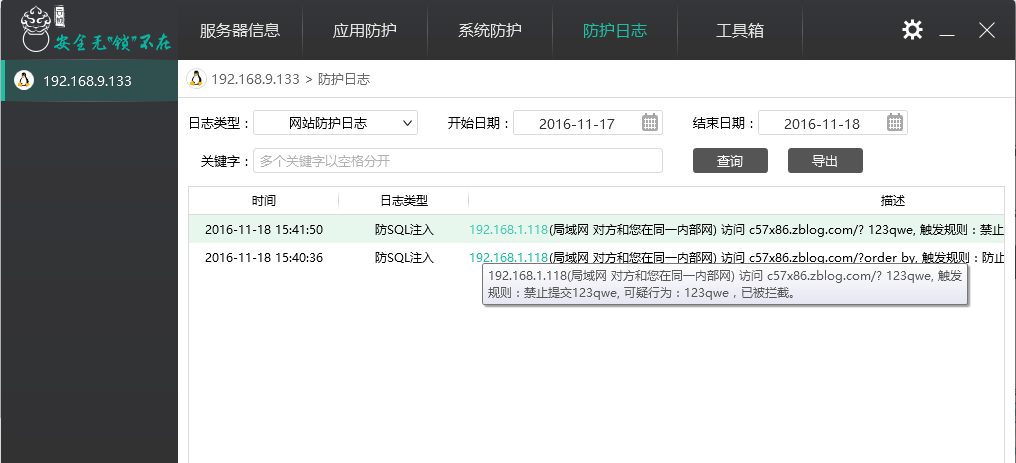 安全无"锁"不在
服务器信息 应用防护 系统防护 防护日志 工具箱
192.168.9.133
192.168.9.133 > 防护日志
日志类型： 网站防护日志 开始日期： 2016-11-17 结束日期： 2016-11-18
关键字： 多个关键字以空格分开 查询 导出
时间 日志类型 描述
2016-11-18 15:41:50 防SQL注入 192.168.1.118(局域网 对方和您在同一内部网) 访问 c57x86.zblog.com/? 123qwe, 触发规则：禁止
2016-11-18 15:40:36 防SQL注入 192.168.1.118(局域网 对方和您在同一内部网) 访问 c57x86.zblog.com/?order by, 触发规则：防止
192.168.1.118(局域网 对方和您在同一内部网) 访问 c57x86.zblog.com/? 123qwe, 触发
规则：禁止提交123qwe, 可疑行为：123qwe，已被拦截。